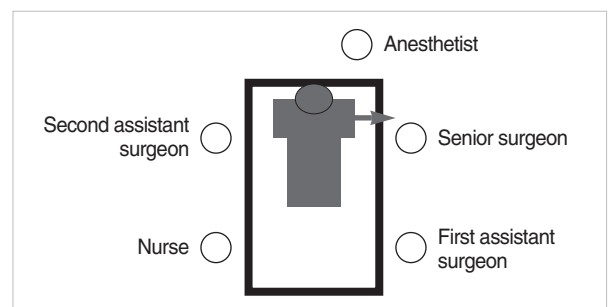 Anesthetist
Second assistant
surgeon
Senior surgeon
Nurse
First assistant
surgeon